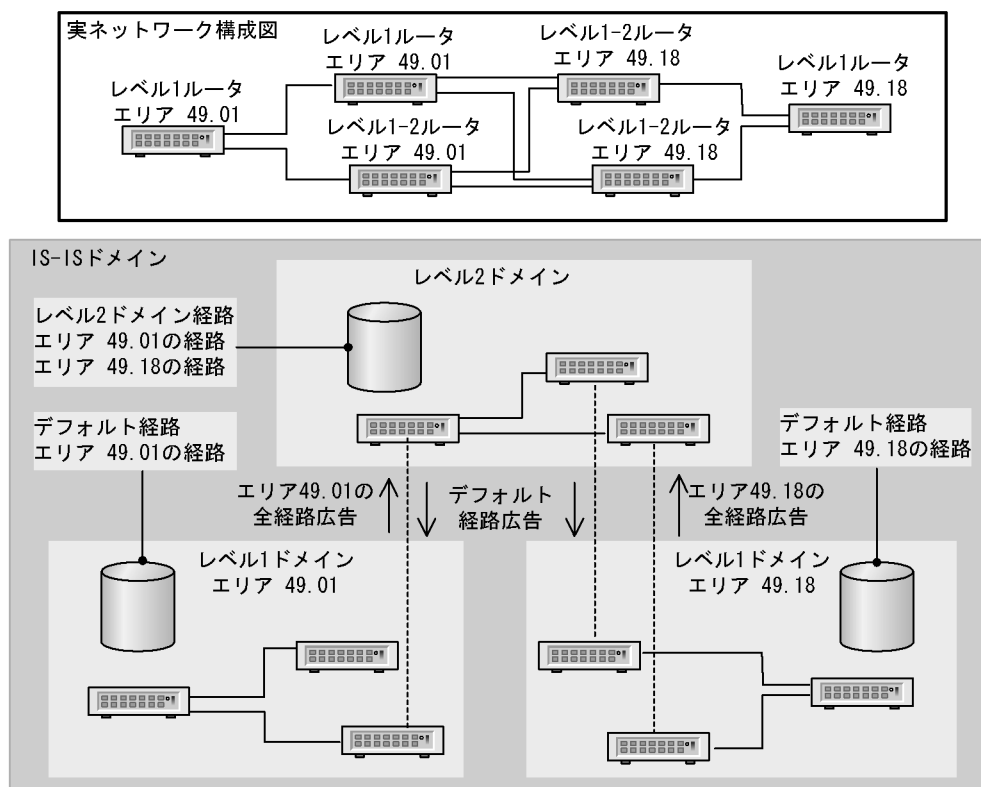 実ネットワーク構成図
レベル1ルータ
エリア 49.01
レベル1ルータ
エリア 49.01
レベル1-2ルータ
エリア 49.18
レベル1ルータ
エリア 49.18
レベル1-2ルータ
エリア 49.01
レベル1-2ルータ
エリア 49.18
IS-ISドメイン
レベル2ドメイン
レベル2ドメイン経路
エリア 49.01の経路
エリア 49.18の経路
デフォルト経路
エリア 49.01の経路
デフォルト経路
エリア 49.18の経路
エリア49.01の
全経路広告
デフォルト
経路広告
エリア49.18の
全経路広告
レベル1ドメイン
エリア 49.01
レベル1ドメイン
エリア 49.18